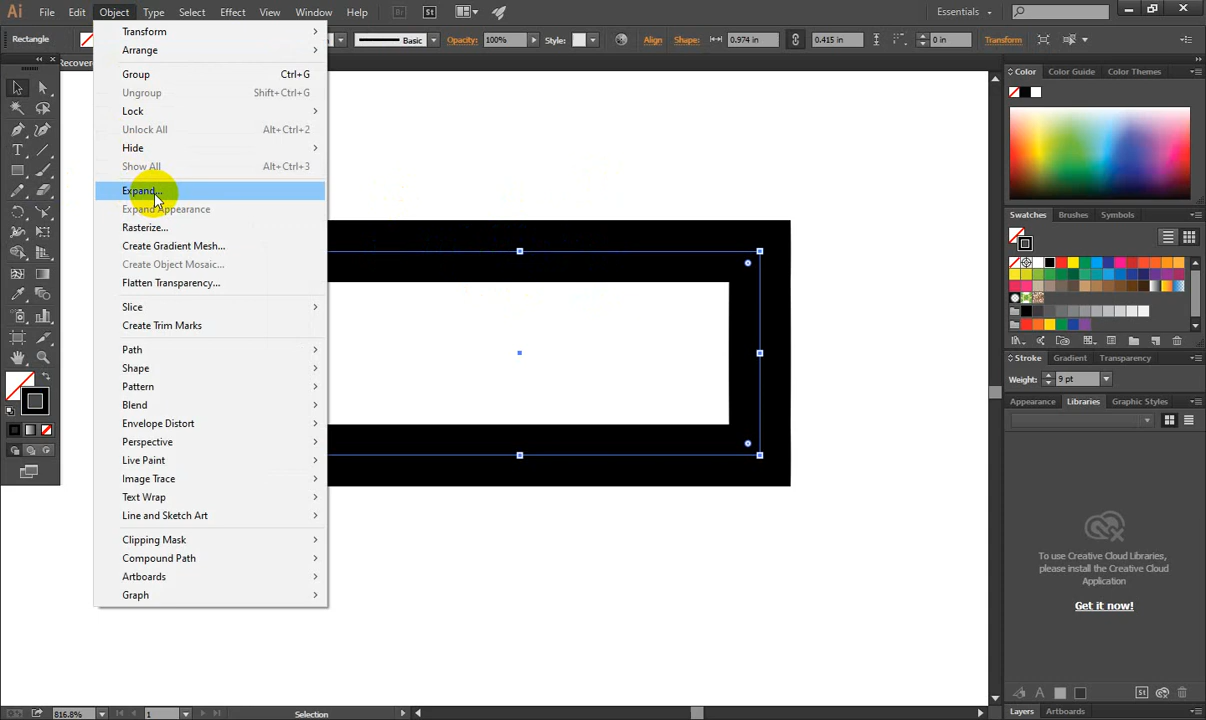 Ai File Edit Object Type Select Effect View Window Help Br St Essentials
Rectangle Basic Opacity: 100% Style: Align Shape: 0.974 in 0.415 in 0 in Transform
Recover
Transform
Arrange
Group Ctrl+G
Ungroup Shift+Ctrl+G
Lock
Unlock All Alt+Ctrl+2
Hide
Show All Alt+Ctrl+3
Expand...
Expand Appearance
Rasterize...
Create Gradient Mesh...
Create Object Mosaic...
Flatten Transparency...
Slice
Create Trim Marks
Path
Shape
Pattern
Blend
Envelope Distort
Perspective
Live Paint
Image Trace
Text Wrap
Line and Sketch Art
Clipping Mask
Compound Path
Artboards
Graph
Color Color Guide Color Themes
Swatches Brushes Symbols
Stroke Gradient Transparency
Weight: 9 pt
Appearance Libraries Graphic Styles
To use Creative Cloud Libraries,
please install the Creative Cloud
Application
Get it now!
St
Layers Artboards
816.8% 1 Selection